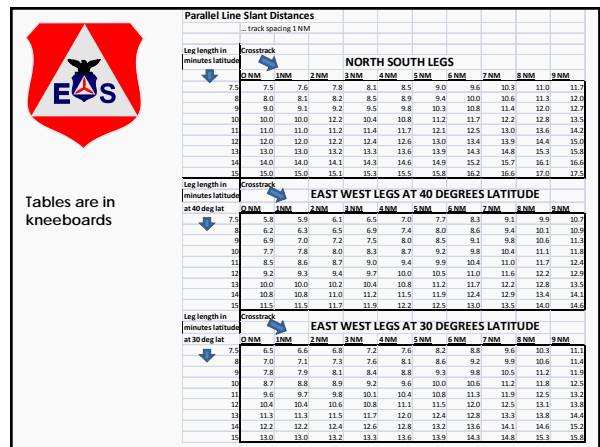 Parallel Line Slant Distances
... track spacing 1 NM
Leg length in Crosstrack
minutes latitude NORTH SOUTH LEGS
0 NM 1NM 2 NM 3 NM 4 NM 5 NM 6 NM 7 NM 8 NM 9 NM
7.5 7.5 7.6 7.8 8.1 8.5 9.0 9.6 10.3 11.0 11.7
8 8.0 8.1 8.2 8.5 8.9 9.4 10.0 10.6 11.3 12.0
9 9.0 9.1 9.2 9.5 9.8 10.3 10.8 11.4 12.0 12.7
10 10.0 10.0 12.2 10.4 10.8 11.2 11.7 12.2 12.8 13.5
11 11.0 11.0 11.2 11.4 11.7 12.1 12.5 13.0 13.6 14.2
12 12.0 12.0 12.2 12.4 12.6 13.0 13.4 13.9 14.4 15.0
13 13.0 13.0 13.2 13.3 13.6 13.9 14.3 14.8 15.3 15.8
14 14.0 14.0 14.1 14.3 14.6 14.9 15.2 15.7 16.1 16.6
15 15.0 15.0 15.1 15.3 15.5 15.8 16.2 16.6 17.0 17.5
Leg length in Crosstrack
minutes latitude EAST WEST LEGS AT 40 DEGREES LATITUDE
at 40 deg lat 0 NM 1NM 2 NM 3 NM 4 NM 5 NM 6 NM 7 NM 8 NM 9 NM
7.5 5.8 5.9 6.1 6.5 7.0 7.7 8.3 9.1 9.9 10.7
8 6.2 6.3 6.5 6.9 7.4 8.0 8.6 9.4 10.1 10.9
9 6.9 7.0 7.2 7.5 8.0 8.5 9.1 9.8 10.6 11.3
10 7.7 7.8 8.0 8.3 8.7 9.2 9.8 10.4 11.1 11.8
11 8.5 8.6 8.7 9.0 9.4 9.9 10.4 11.0 11.7 12.4
12 9.2 9.3 9.4 9.7 10.0 10.5 11.0 11.6 12.2 12.9
13 10.0 10.0 10.2 10.4 10.8 11.2 11.7 12.2 12.8 13.5
14 10.8 10.8 11.0 11.2 11.5 11.9 12.4 12.9 13.4 14.1
15 11.5 11.5 11.7 11.9 12.2 12.5 13.0 13.5 14.0 14.6
Leg length in Crosstrack
minutes latitude EAST WEST LEGS AT 30 DEGREES LATITUDE
at 30 deg lat 0 NM 1NM 2 NM 3 NM 4 NM 5 NM 6 NM 7 NM 8 NM 9 NM
7.5 6.5 6.6 6.8 7.2 7.6 8.2 8.8 9.6 10.3 11.1
8 7.0 7.1 7.3 7.6 8.1 8.6 9.2 9.9 10.6 11.4
9 7.8 7.9 8.1 8.4 8.8 9.3 9.8 10.5 11.2 11.9
10 8.7 8.8 8.9 9.2 9.6 10.0 10.6 11.2 11.8 12.5
11 9.6 9.7 9.8 10.1 10.4 10.8 11.3 11.9 12.5 13.2
12 10.4 10.4 10.6 10.8 11.1 11.5 12.0 12.5 13.1 13.8
13 11.3 11.3 11.5 11.7 12.0 12.4 12.8 13.3 13.8 14.4
14 12.2 12.2 12.4 12.6 12.8 13.2 13.6 14.1 14.6 15.2
15 13.0 13.0 13.2 13.3 13.6 13.9 14.3 14.8 15.3 15.8
E S
Tables are in
kneeboards